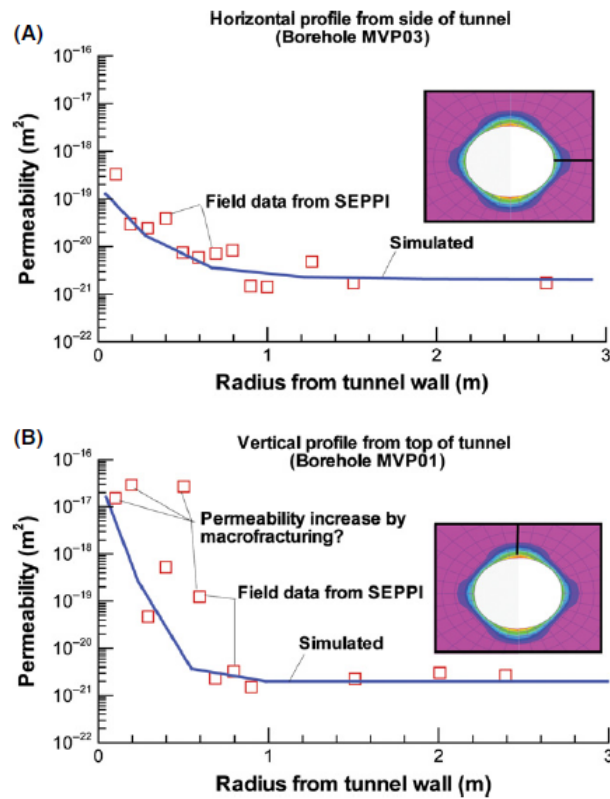 (A)
Horizontal profile from side of tunnel
(Borehole MVP03)
Permeability (m²)
10⁻¹⁶
10⁻¹⁷
10⁻¹⁸
10⁻¹⁹
10⁻²⁰
10⁻²¹
10⁻²²
Field data from SEPPI
Simulated
0 1 2 3
Radius from tunnel wall (m)
(B)
Vertical profile from top of tunnel
(Borehole MVP01)
Permeability (m²)
10⁻¹⁶
10⁻¹⁷
10⁻¹⁸
10⁻¹⁹
10⁻²⁰
10⁻²¹
10⁻²²
Permeability increase by
macrofracturing?
Field data from SEPPI
Simulated
0 1 2 3
Radius from tunnel wall (m)